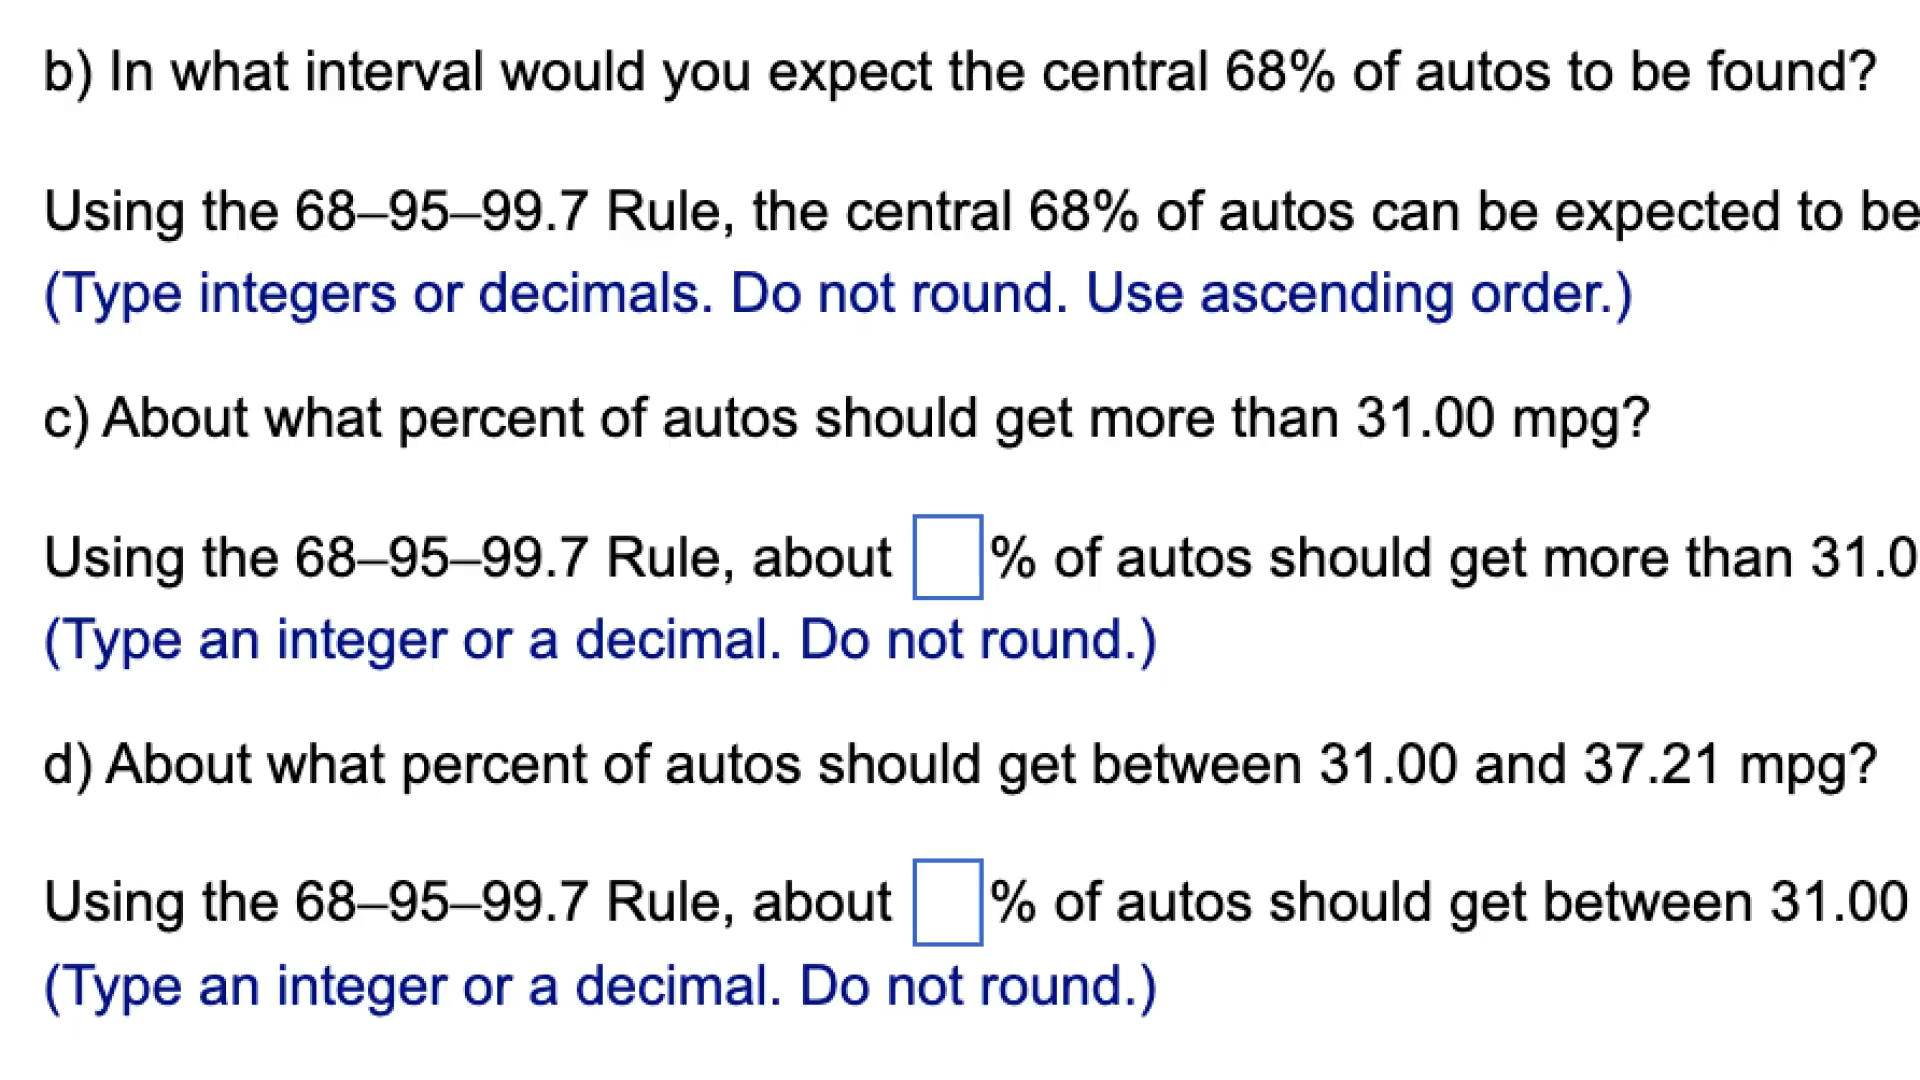 b) In what interval would you expect the central 68% of autos to be found?
Using the 68–95–99.7 Rule, the central 68% of autos can be expected to be
(Type integers or decimals. Do not round. Use ascending order.)
c) About what percent of autos should get more than 31.00 mpg?
Using the 68–95–99.7 Rule, about % of autos should get more than 31.0
(Type an integer or a decimal. Do not round.)
d) About what percent of autos should get between 31.00 and 37.21 mpg?
Using the 68–95–99.7 Rule, about % of autos should get between 31.00
(Type an integer or a decimal. Do not round.)